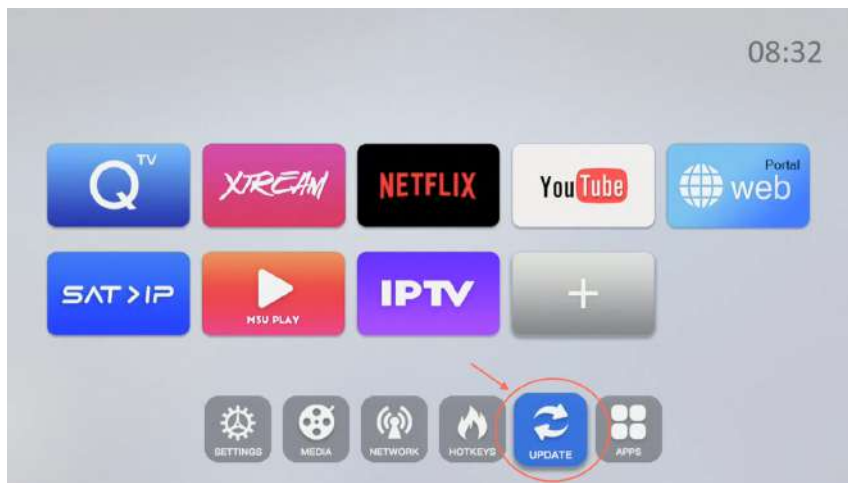 08:32
Q TV
XTREAM
NETFLIX
YouTube
Portal
web
SAT>IP
M3U PLAY
IPTV
SETTINGS
MEDIA
NETWORK
HOTKEYS
UPDATE
APPS